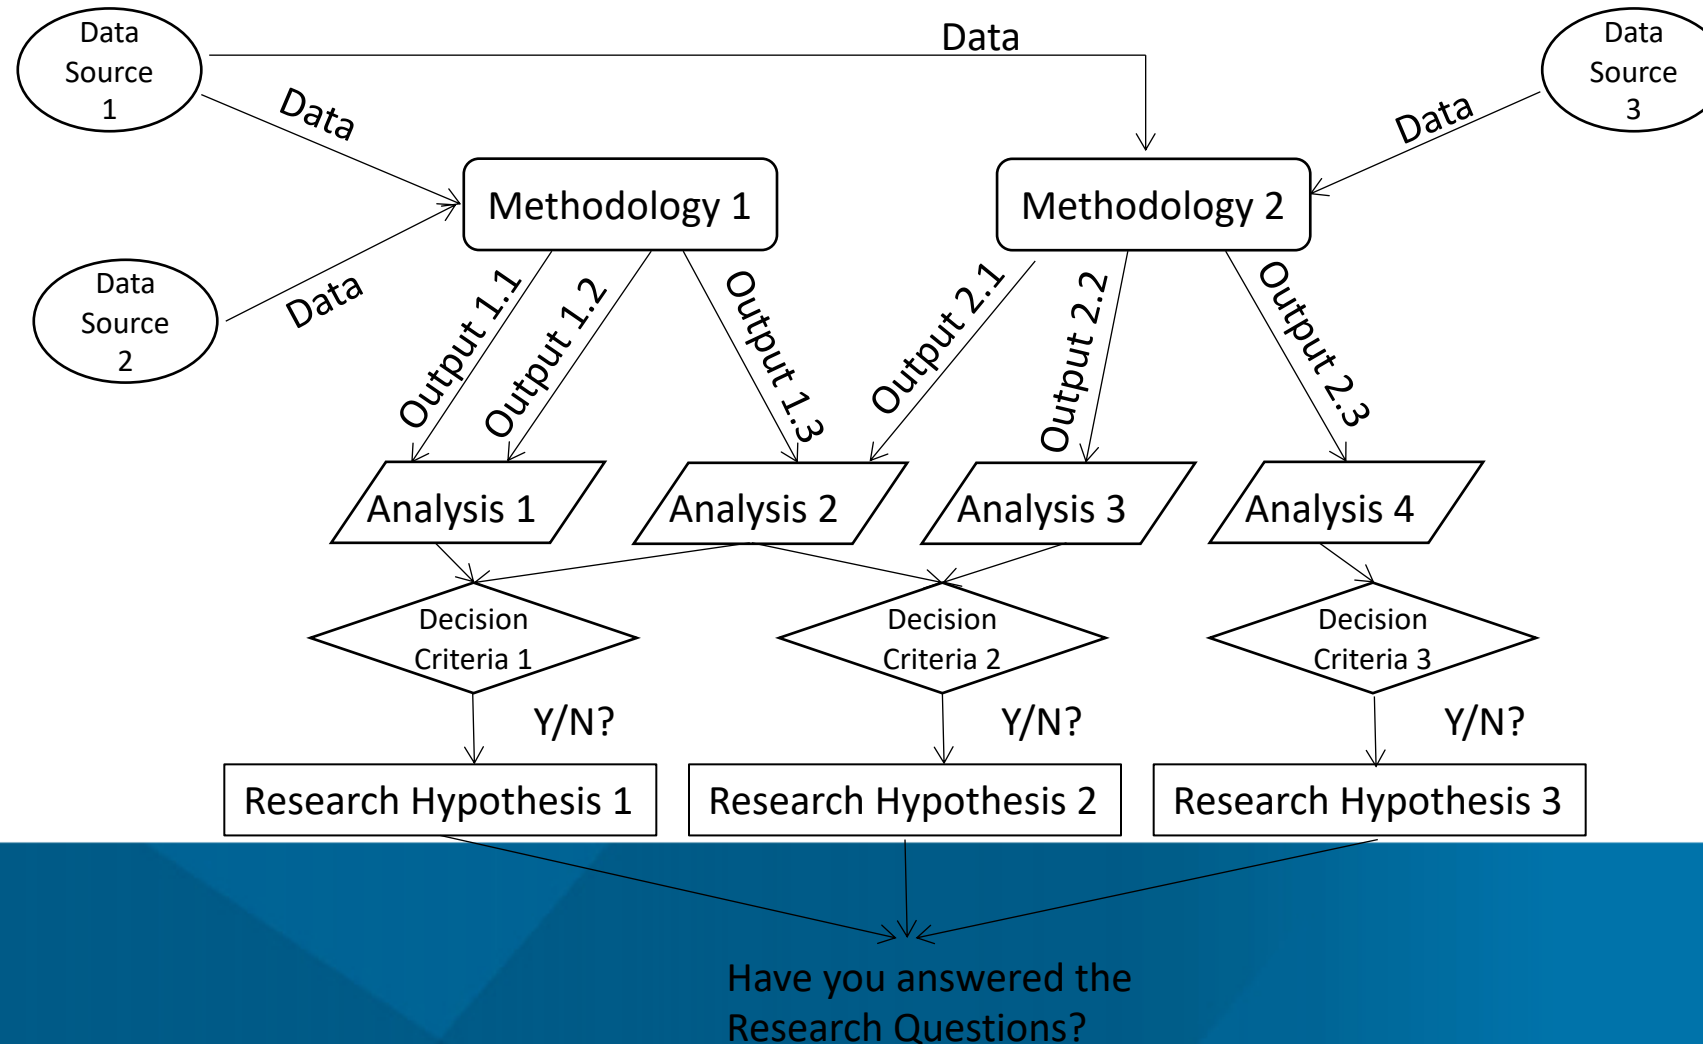 Data
Source
1
Data
Data
Source
3
Data
Data
Methodology 1
Methodology 2
Data
Source
2
Data
Output 1.1
Output 1.2
Output 1.3
Output 2.1
Output 2.2
Output 2.3
Analysis 1
Analysis 2
Analysis 3
Analysis 4
Decision
Criteria 1
Decision
Criteria 2
Decision
Criteria 3
Y/N?
Y/N?
Y/N?
Research Hypothesis 1
Research Hypothesis 2
Research Hypothesis 3
Have you answered the
Research Questions?